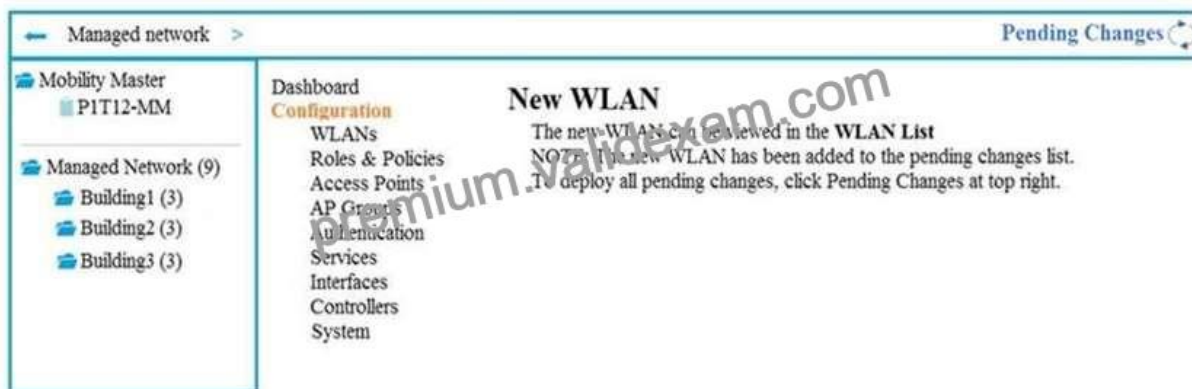 Managed network >
Pending Changes
Mobility Master
P1T12-MM
Managed Network (9)
Building1 (3)
Building2 (3)
Building3 (3)
Dashboard
Configuration
WLANs
Roles & Policies
Access Points
AP Groups
Authentication
Services
Interfaces
Controllers
System
New WLAN
The new WLAN can be viewed in the WLAN List
NOTE: The new WLAN has been added to the pending changes list.
To deploy all pending changes, click Pending Changes at top right.
premium.validexam.com